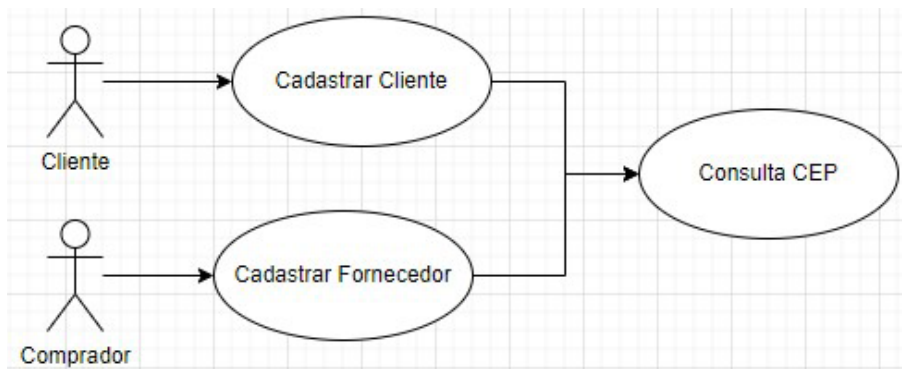 Cadastrar Cliente
Cliente
Consulta CEP
Cadastrar Fornecedor
Comprador